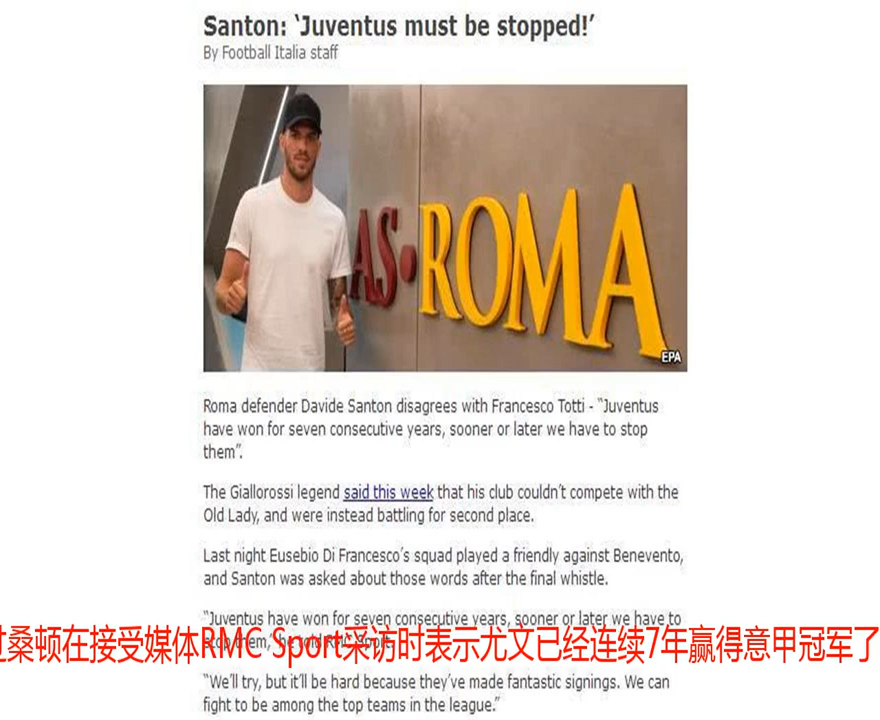 Santon: ‘Juventus must be stopped!’
By Football Italia staff
AS•ROMA
EPA
Roma defender Davide Santon disagrees with Francesco Totti - “Juventus
have won for seven consecutive years, sooner or later we have to stop
them”.
The Giallorossi legend said this week that his club couldn’t compete with the
Old Lady, and were instead battling for second place.
Last night Eusebio Di Francesco’s squad played a friendly against Benevento,
and Santon was asked about those words after the final whistle.
“Juventus have won for seven consecutive years, sooner or later we have to
stop them,” he told RMC Sport.
桑顿在接受媒体RMC Sport采访时表示尤文已经连续7年赢得意甲冠军了
“We’ll try, but it’ll be hard because they’ve made fantastic signings. We can
fight to be among the top teams in the league.”